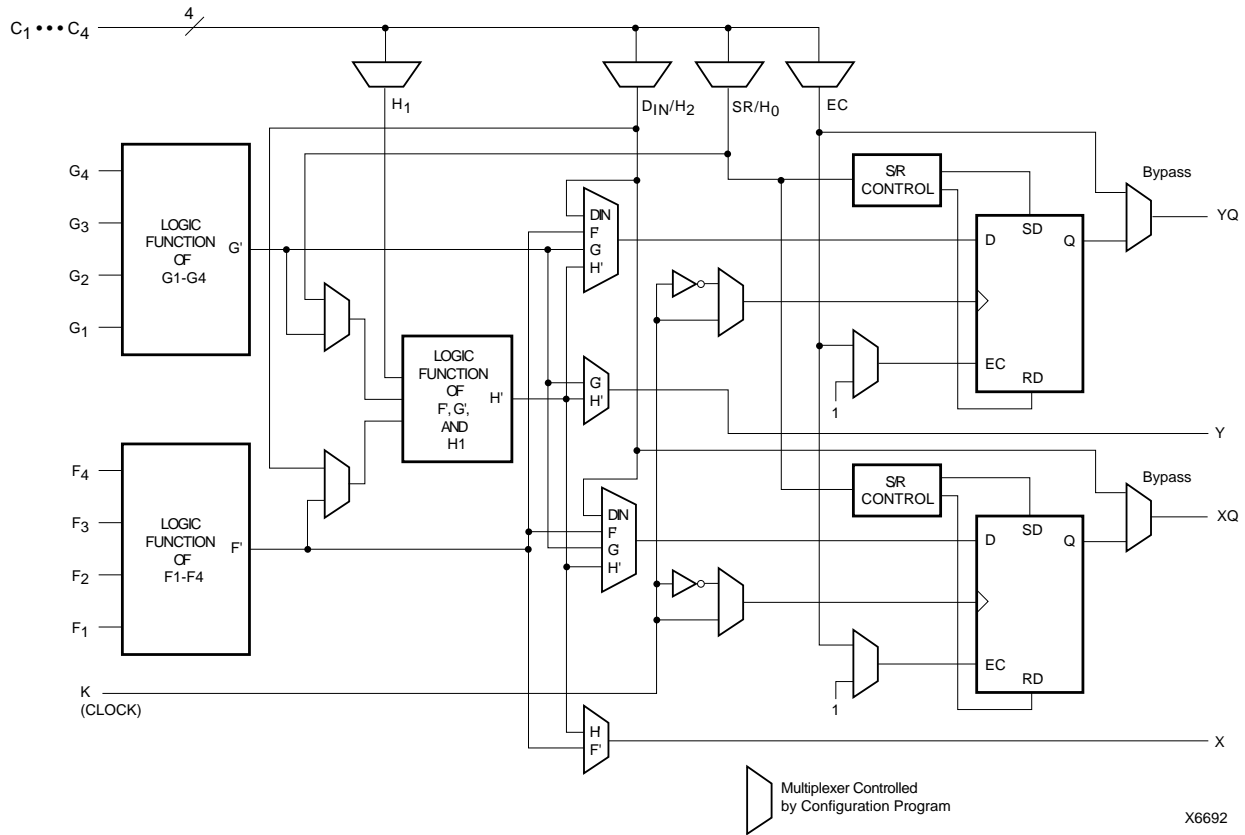 C1 ••• C4
4
H1
DIN/H2
SR/H0
EC
G4
G3
G2
G1
LOGIC
FUNCTION
OF
G1-G4
G'
SR
CONTROL
Bypass
YQ
DIN
F'
G
H'
D
SD
Q
EC
RD
1
LOGIC
FUNCTION
OF
F', G',
AND
H1
H'
G'
H'
Y
F4
F3
F2
F1
LOGIC
FUNCTION
OF
F1-F4
F'
SR
CONTROL
Bypass
XQ
DIN
F'
G
H'
D
SD
Q
EC
RD
1
K
(CLOCK)
H
F'
X
Multiplexer Controlled
by Configuration Program
X6692